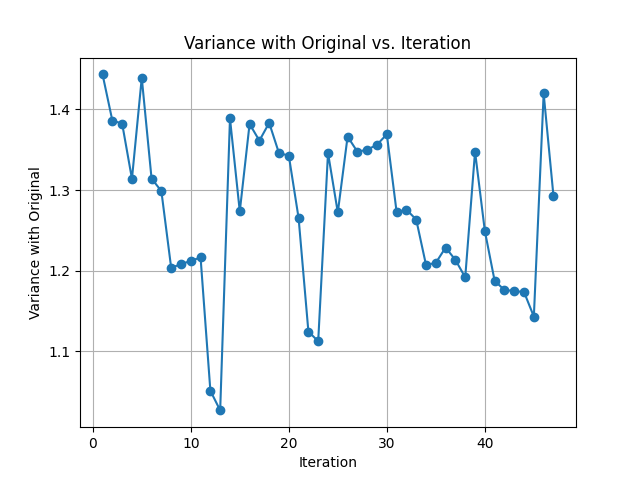 Variance with Original vs. Iteration
Variance with Original
1.4
1.3
1.2
1.1
0 10 20 30 40
Iteration